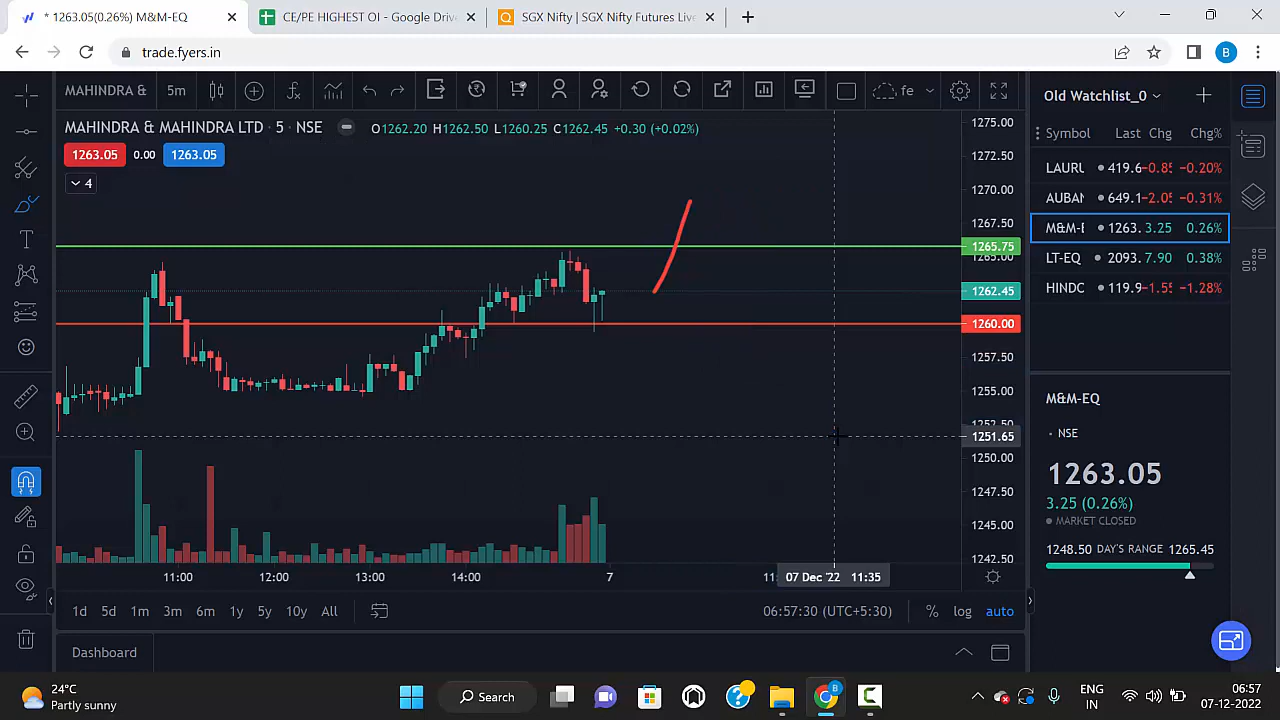 * 1263.05(0.26%) M&M-EQ
CE/PE HIGHEST OI - Google Drive
SGX Nifty | SGX Nifty Futures Live
trade.fyers.in
B
MAHINDRA &
5m
fe
Old Watchlist_0
MAHINDRA & MAHINDRA LTD · 5 · NSE
O1262.20 H1262.50 L1260.25 C1262.45 +0.30 (+0.02%)
1263.05 0.00 1263.05
4
Symbol Last Chg Chg%
LAURU 419.6 -0.85 -0.20%
AUBAN 649.1 -2.05 -0.31%
M&M-E 1263. 3.25 0.26%
LT-EQ 2093. 7.90 0.38%
HINDC 119.9 -1.55 -1.28%
1275.00
1272.50
1270.00
1267.50
1265.75
1265.00
1262.45
1260.00
1257.50
1255.00
1252.50
1251.65
1250.00
1247.50
1245.00
1242.50
M&M-EQ
· NSE
1263.05
3.25 (0.26%)
MARKET CLOSED
1248.50 DAY'S RANGE 1265.45
11:00 12:00 13:00 14:00 7 11: 07 Dec '22 11:35
1d 5d 1m 3m 6m 1y 5y 10y All
06:57:30 (UTC+5:30) % log auto
Dashboard
24°C
Partly sunny
Search
B
ENG
IN
06:57
07-12-2022